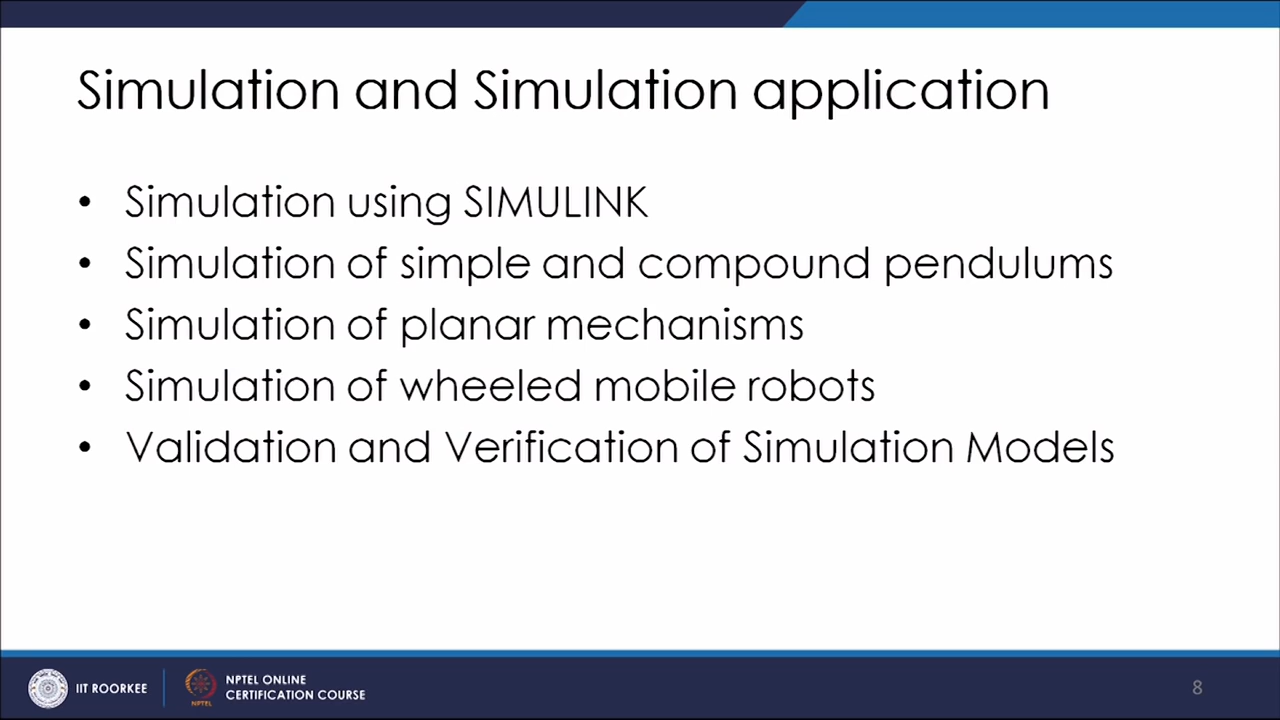 Simulation and Simulation application
• Simulation using SIMULINK
• Simulation of simple and compound pendulums
• Simulation of planar mechanisms
• Simulation of wheeled mobile robots
• Validation and Verification of Simulation Models
IIT ROORKEE
NPTEL
NPTEL ONLINE
CERTIFICATION COURSE
8